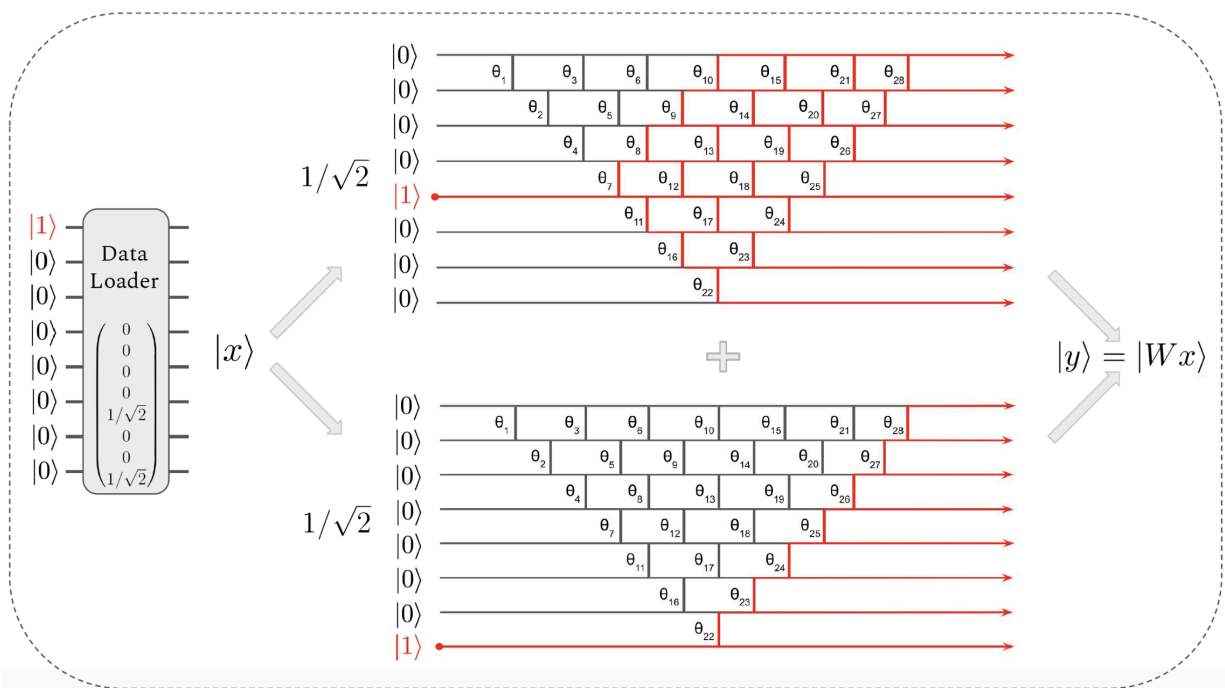 |1⟩
|0⟩
|0⟩
|0⟩
|0⟩
|0⟩
|0⟩
|0⟩
Data
Loader
0
0
0
0
1/√2
0
0
1/√2
|x⟩
1/√2
|0⟩
|0⟩
|0⟩
|0⟩
|1⟩
|0⟩
|0⟩
|0⟩
θ₁ θ₃ θ₆ θ₁₀ θ₁₅ θ₂₁ θ₂₈
θ₂ θ₅ θ₉ θ₁₄ θ₂₀ θ₂₇
θ₄ θ₈ θ₁₃ θ₁₉ θ₂₆
θ₇ θ₁₂ θ₁₈ θ₂₅
θ₁₁ θ₁₇ θ₂₄
θ₁₆ θ₂₃
θ₂₂
+
1/√2
|0⟩
|0⟩
|0⟩
|0⟩
|0⟩
|0⟩
|0⟩
|1⟩
θ₁ θ₃ θ₆ θ₁₀ θ₁₅ θ₂₁ θ₂₈
θ₂ θ₅ θ₉ θ₁₄ θ₂₀ θ₂₇
θ₄ θ₈ θ₁₃ θ₁₉ θ₂₆
θ₇ θ₁₂ θ₁₈ θ₂₅
θ₁₁ θ₁₇ θ₂₄
θ₁₆ θ₂₃
θ₂₂
|y⟩ = |Wx⟩